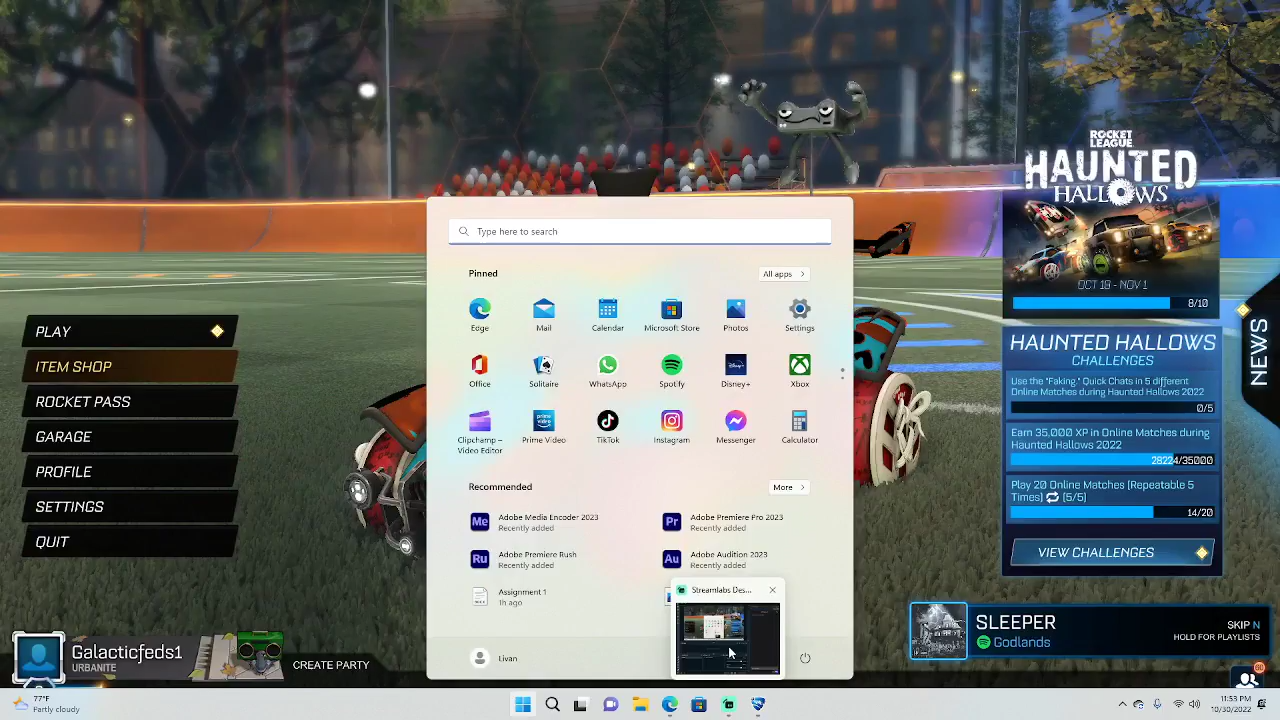 ROCKET
LEAGUE
HAUNTED
HALLOWS
OCT 18 - NOV 1
8/10
NEWS
HAUNTED HALLOWS
CHALLENGES
Use the "Faking." Quick Chats in 5 different
Online Matches during Haunted Hallows 2022
0/5
Earn 35,000 XP in Online Matches during
Haunted Hallows 2022
28224/35000
Play 20 Online Matches [Repeatable 5
Times] [5/5]
14/20
VIEW CHALLENGES
SLEEPER
Godlands
SKIP N
HOLD FOR PLAYLISTS
PLAY
ITEM SHOP
ROCKET PASS
GARAGE
PROFILE
SETTINGS
QUIT
Galacticfeds1
URBANITE
CREATE PARTY
Type here to search
Pinned
All apps >
Edge
Mail
Calendar
Microsoft Store
Photos
Settings
Office
Solitaire
WhatsApp
Spotify
Disney+
Xbox
Clipchamp –
Video Editor
Prime Video
TikTok
Instagram
Messenger
Calculator
Recommended
More >
Adobe Media Encoder 2023
Recently added
Adobe Premiere Pro 2023
Recently added
Adobe Premiere Rush
Recently added
Adobe Audition 2023
Recently added
Assignment 1
1h ago
Streamlabs Des...
Livan
77°F
Partly cloudy
11:53 PM
10/30/2022